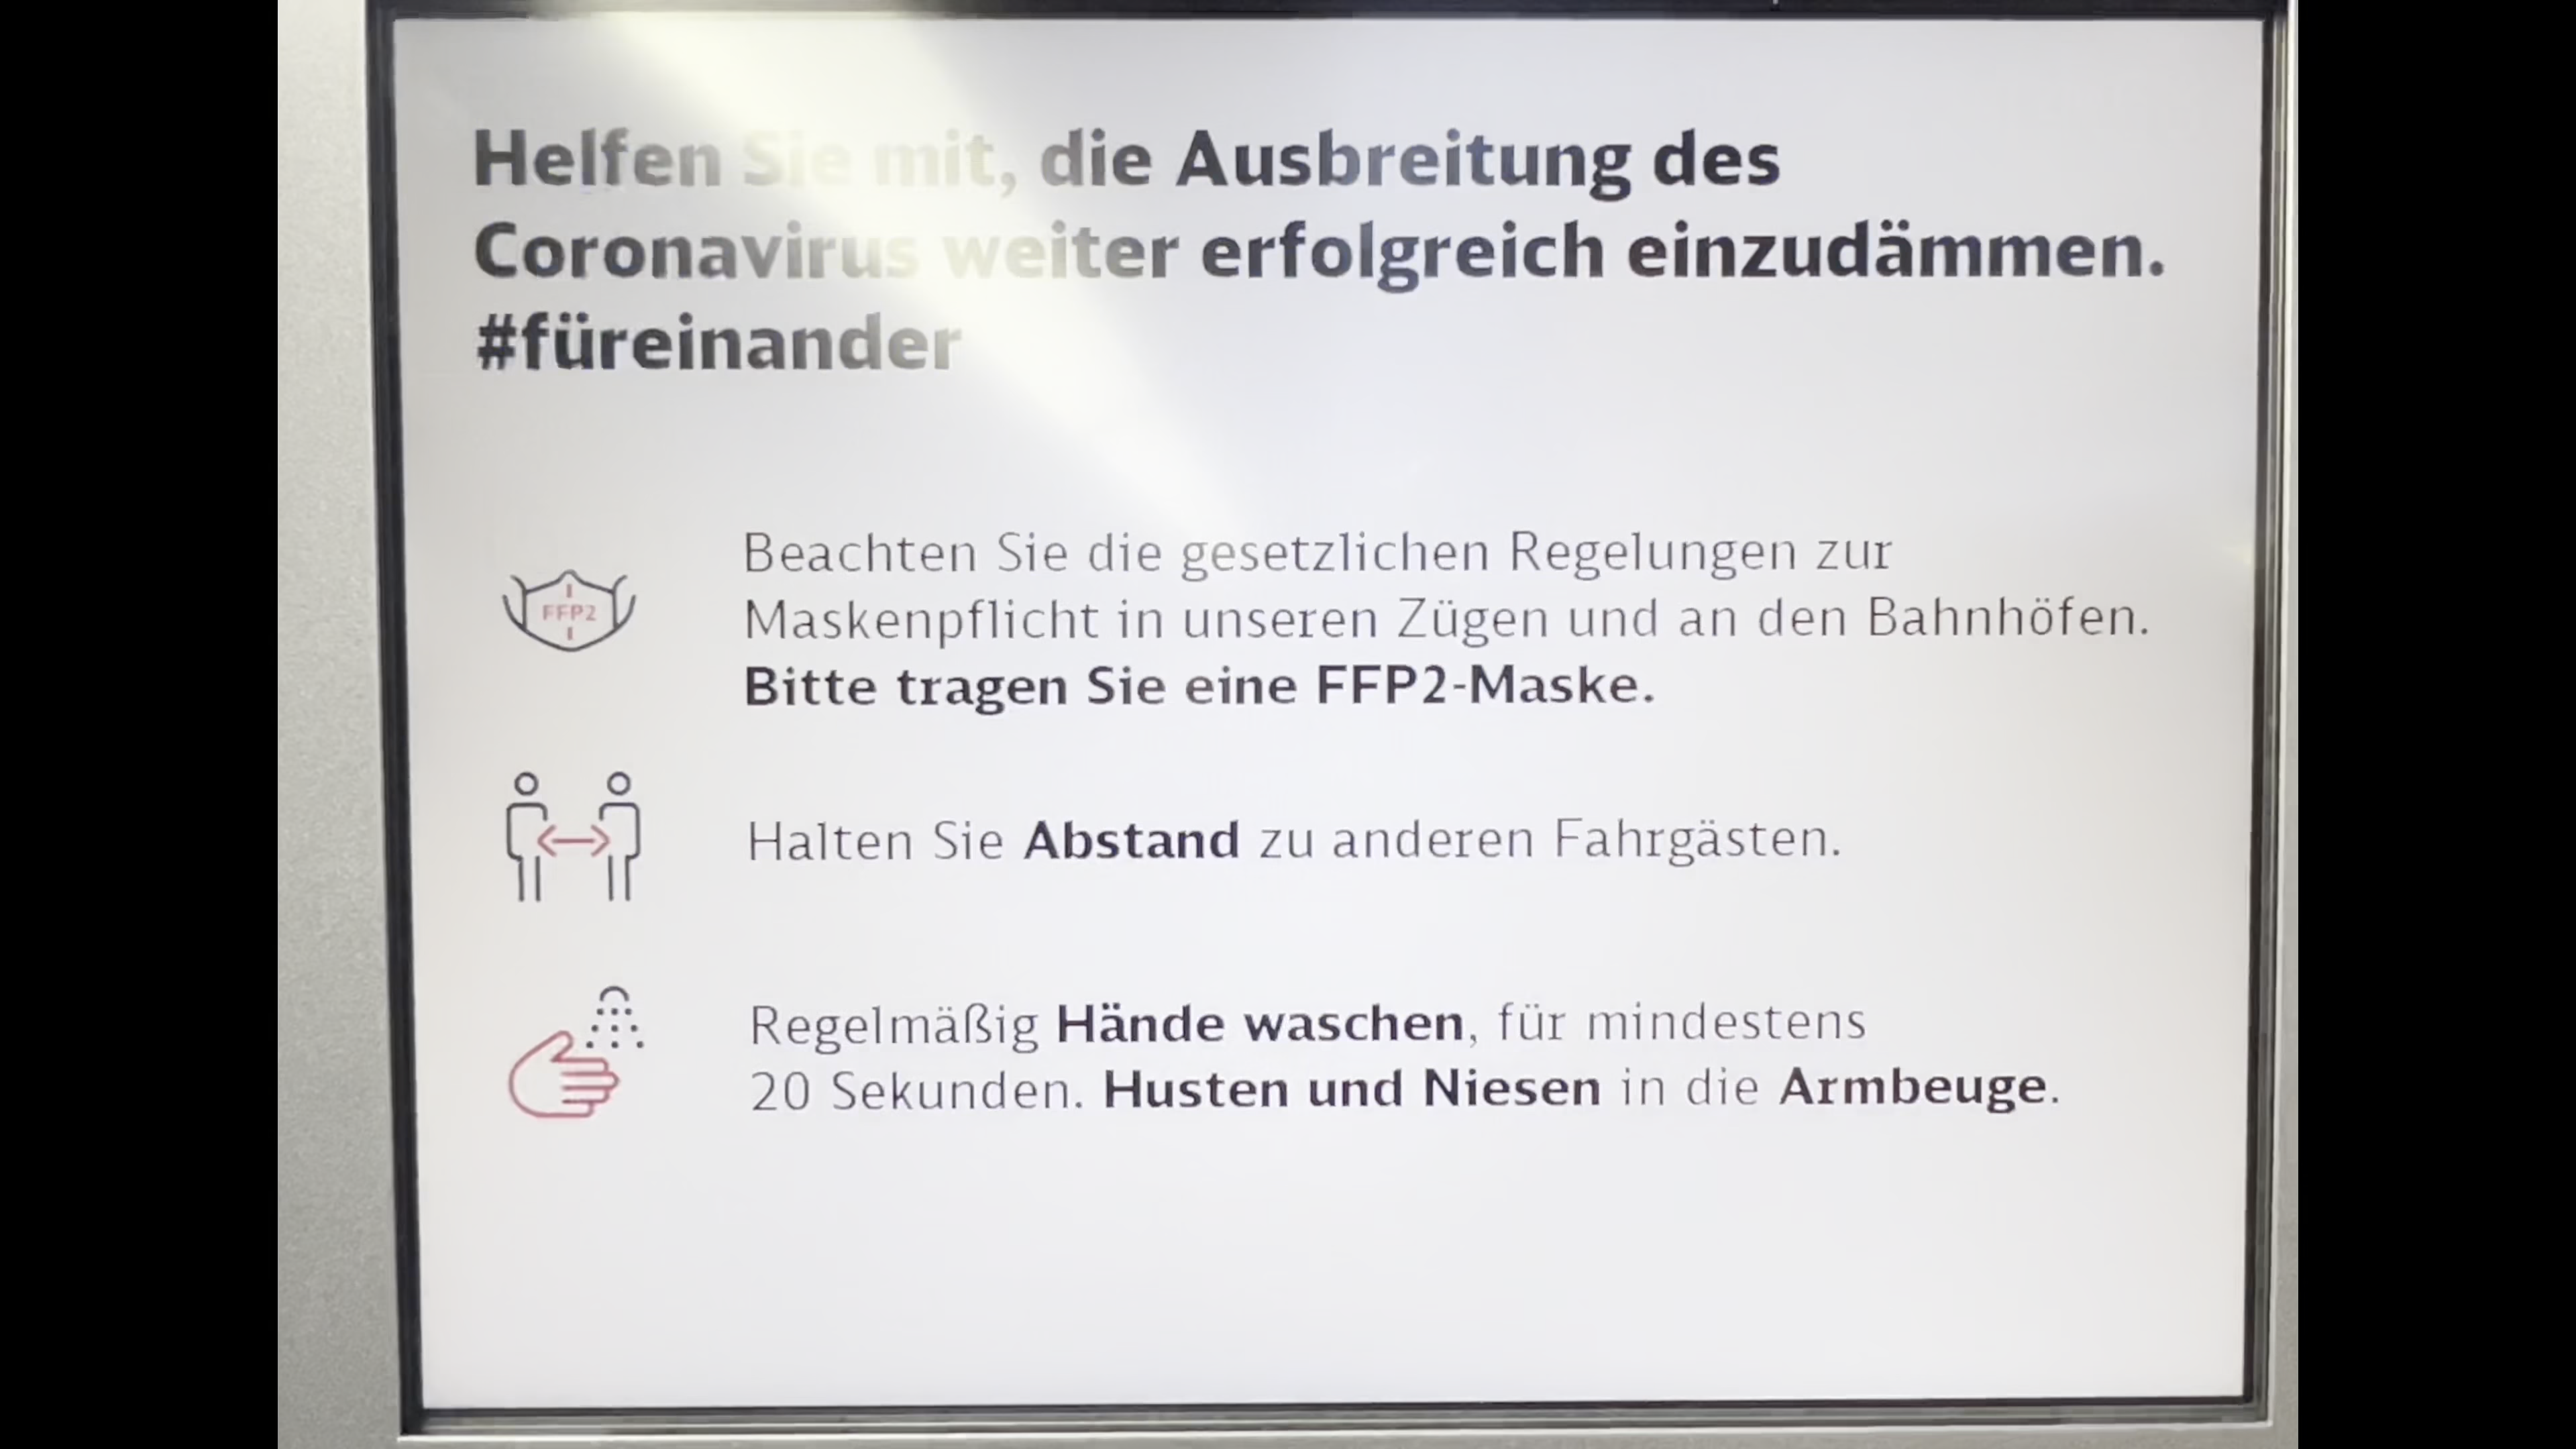 Helfen Sie mit, die Ausbreitung des
Coronavirus weiter erfolgreich einzudämmen.
#füreinander
FFP2
Beachten Sie die gesetzlichen Regelungen zur
Maskenpflicht in unseren Zügen und an den Bahnhöfen.
Bitte tragen Sie eine FFP2-Maske.
Halten Sie Abstand zu anderen Fahrgästen.
Regelmäßig Hände waschen, für mindestens
20 Sekunden. Husten und Niesen in die Armbeuge.